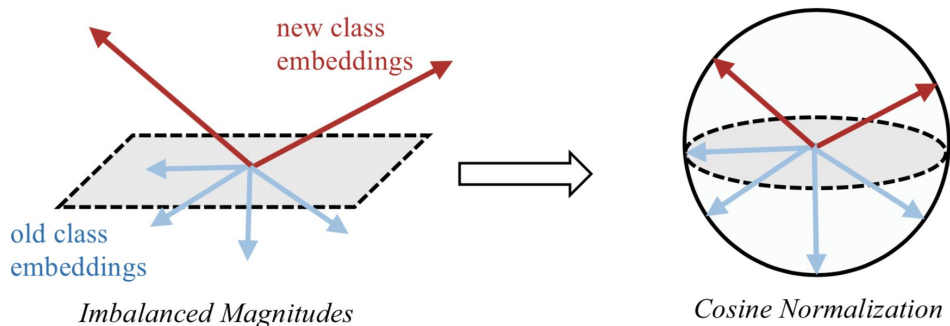 new class
embeddings
old class
embeddings
Imbalanced Magnitudes
Cosine Normalization